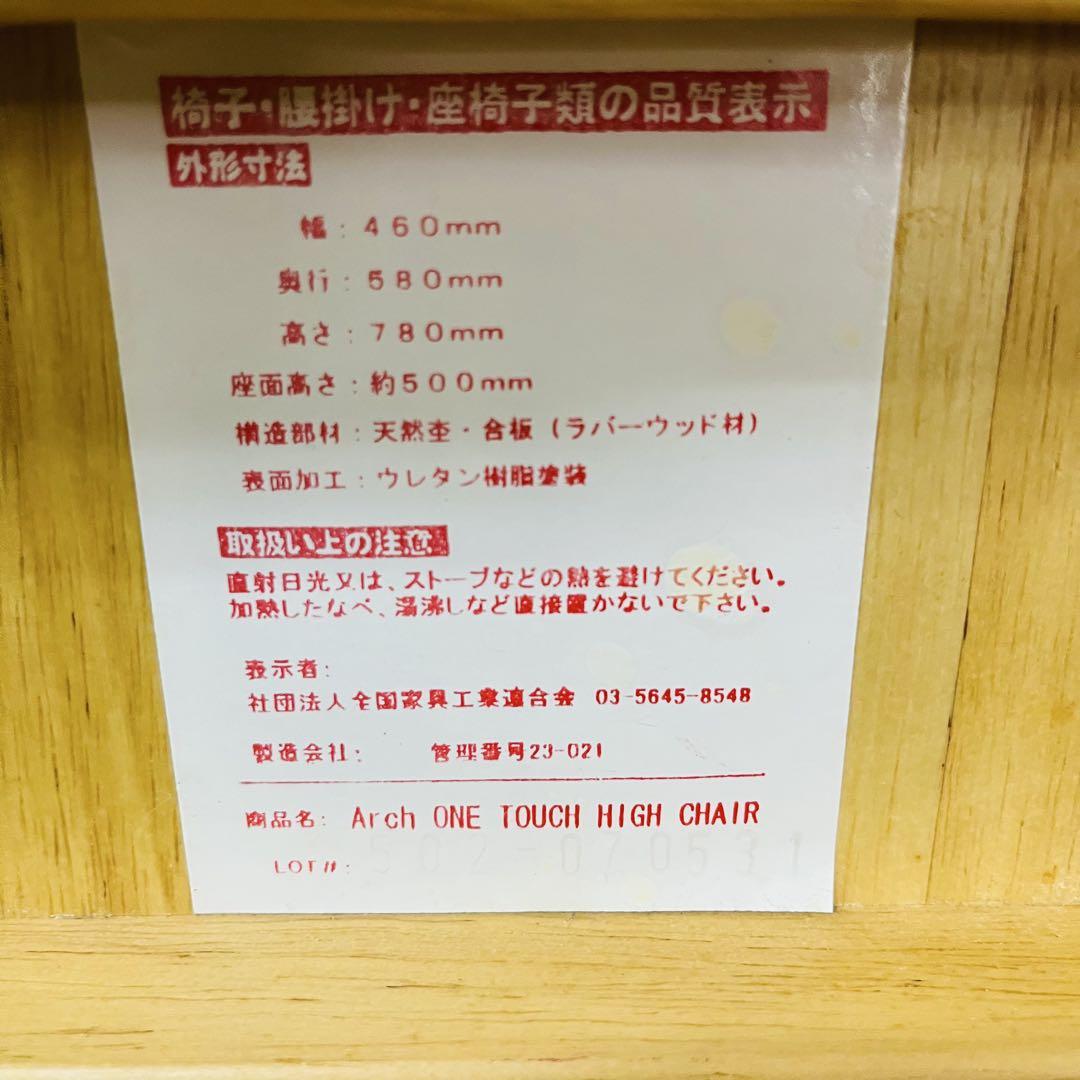 椅子・腰掛け・座椅子類の品質表示
外形寸法
幅：460mm
奥行：580mm
高さ：780mm
座面高さ：約500mm
構造部材：天然杢・合板（ラバーウッド材）
表面加工：ウレタン樹脂塗装
取扱い上の注意
直射日光又は、ストーブなどの熱を避けてください。
加熱したなべ、湯沸しなど直接置かないで下さい。
表示者：
社団法人全国家具工業連合会 03-5645-8548
製造会社： 管理番号23-021
商品名： Arch ONE TOUCH HIGH CHAIR
LOT#： 502-070531